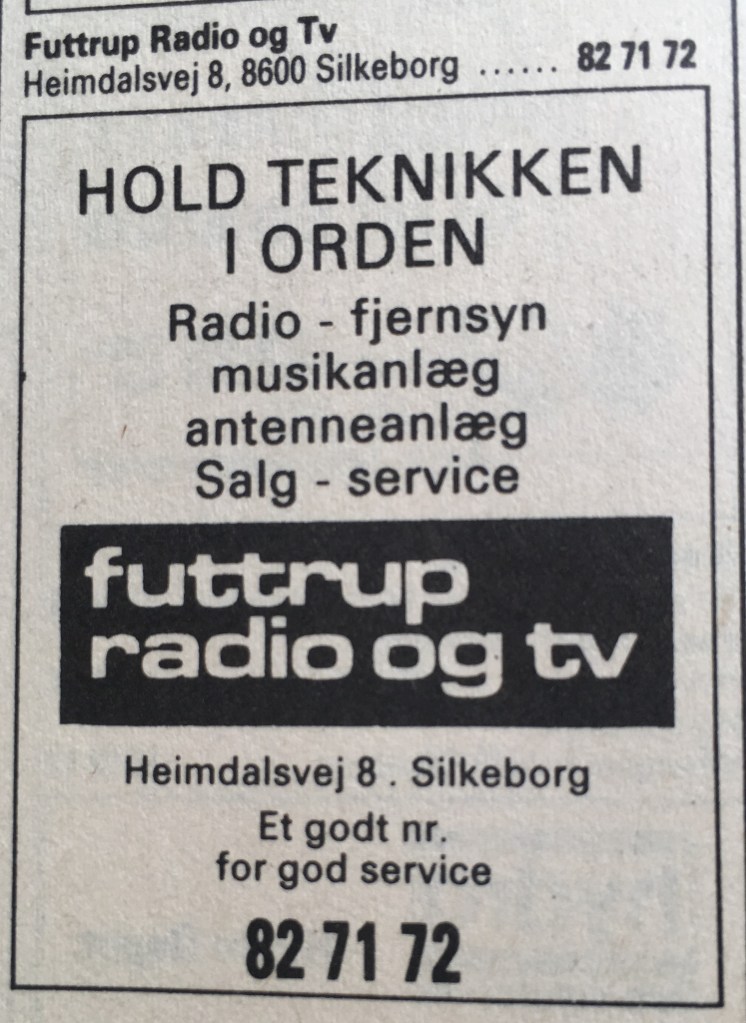 Futtrup Radio og Tv
Heimdalsvej 8, 8600 Silkeborg ...... 82 71 72
HOLD TEKNIKKEN
I ORDEN
Radio - fjernsyn
musikanlæg
antenneanlæg
Salg - service
futtrup
radio og tv
Heimdalsvej 8 . Silkeborg
Et godt nr.
for god service
82 71 72